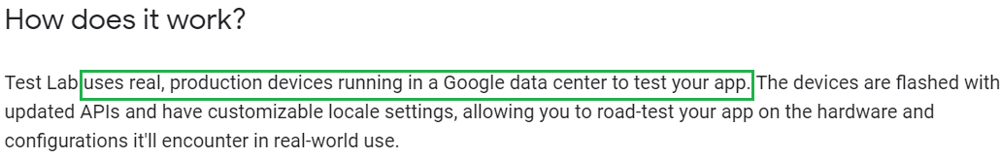 How does it work?
Test Lab uses real, production devices running in a Google data center to test your app. The devices are flashed with
updated APIs and have customizable locale settings, allowing you to road-test your app on the hardware and
configurations it'll encounter in real-world use.